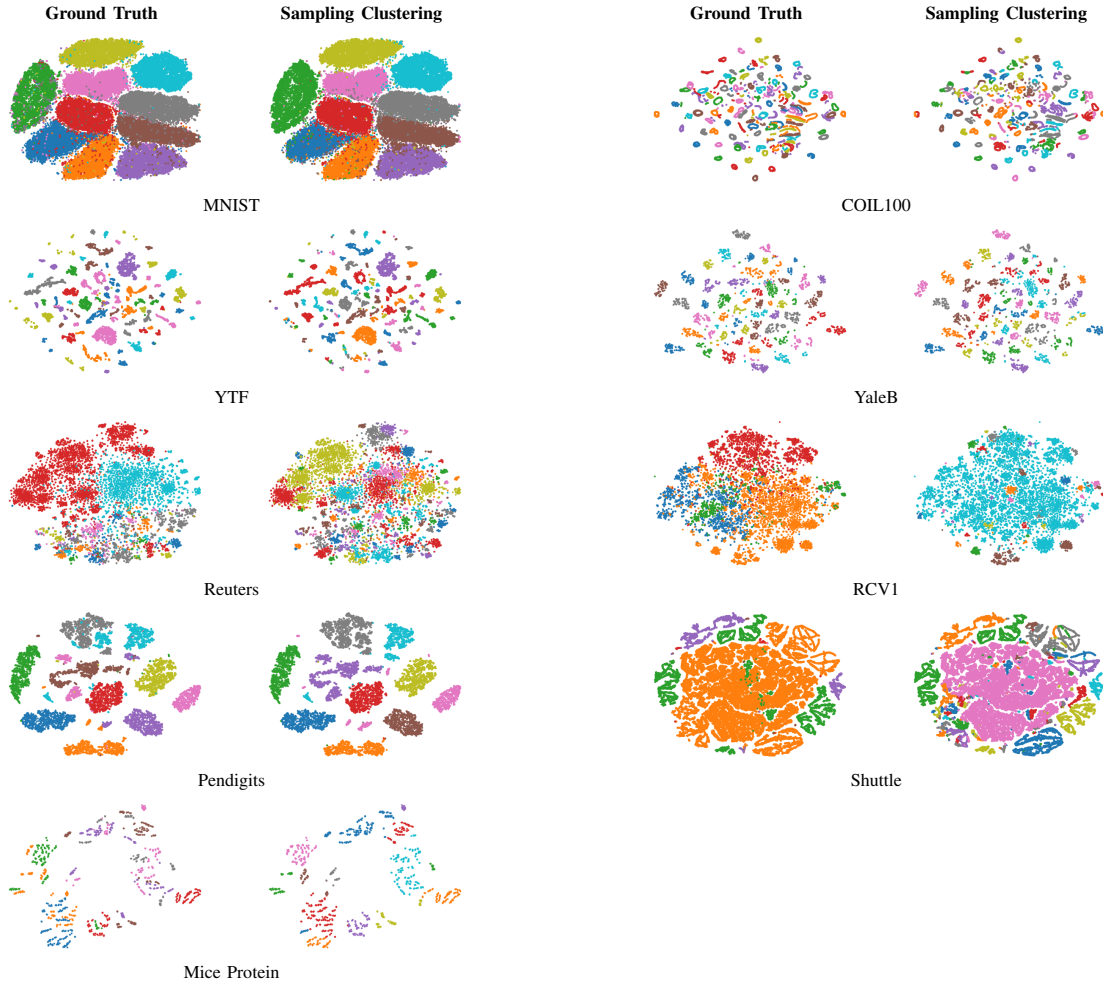 Ground Truth Sampling Clustering Ground Truth Sampling Clustering
MNIST COIL100
YTF YaleB
Reuters RCV1
Pendigits Shuttle
Mice Protein